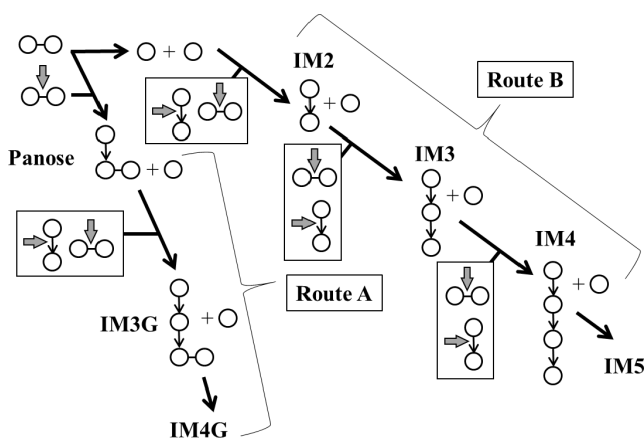 IM2
Route B
Panose
IM3
IM4
Route A
IM3G
IM5
IM4G
+
+
+
+
+
+